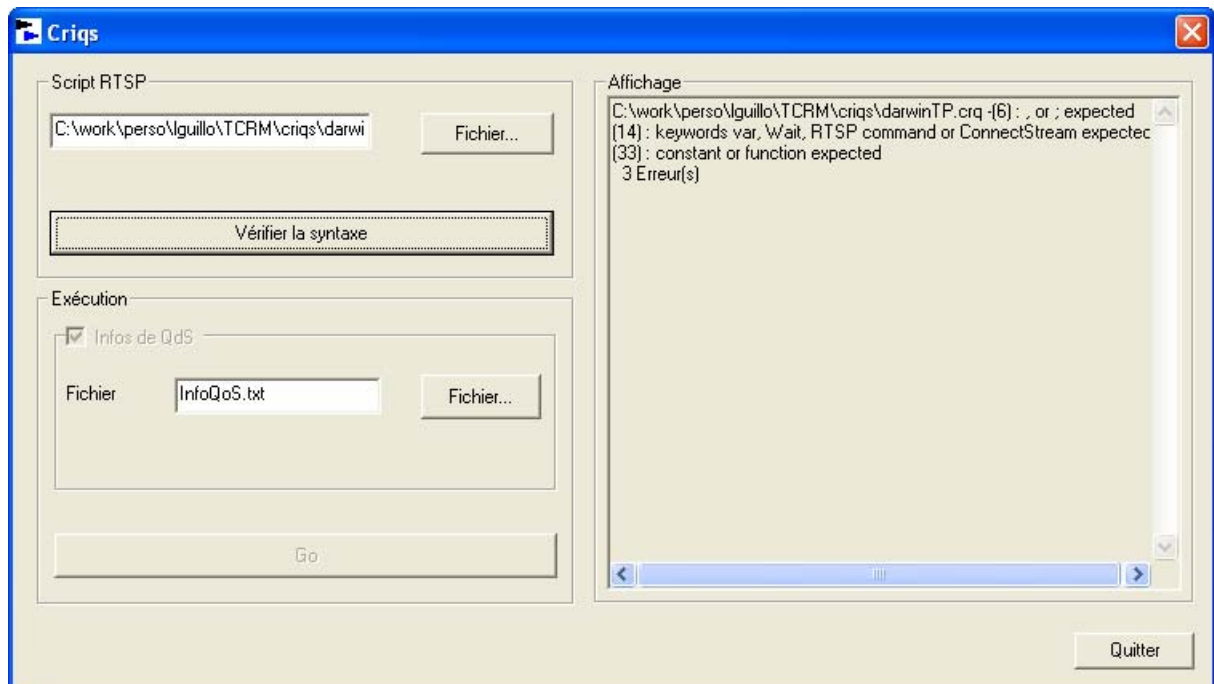 Criqs
Script RTSP
C:\work\perso\lguillo\TCRM\criqs\darwi
Fichier...
Vérifier la syntaxe
Exécution
Infos de QdS
Fichier
InfoQoS.txt
Fichier...
Go
Affichage
C:\work\perso\lguillo\TCRM\criqs\darwinTP.crq -(6) : , or ; expected
(14) : keywords var, Wait, RTSP command or ConnectStream expected
(33) : constant or function expected
3 Erreur(s)
Quitter